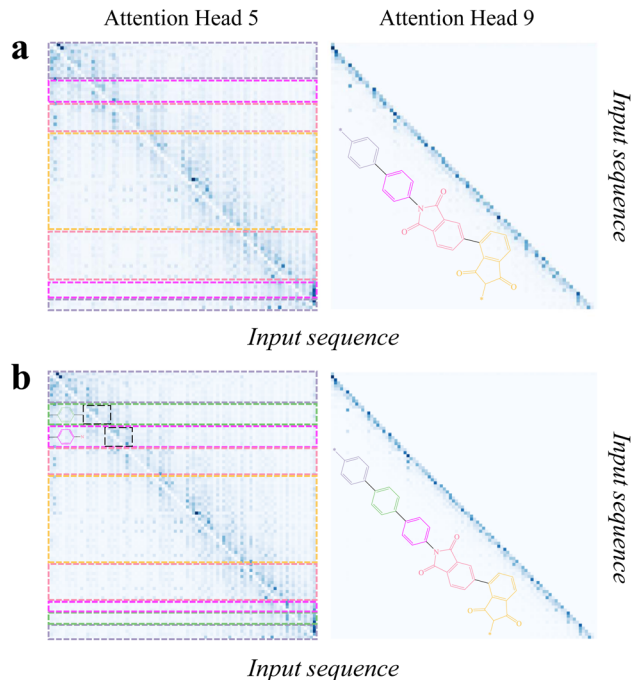 Attention Head 5
Attention Head 9
a
Input sequence
O
N
O
O
O
Input sequence
b
Input sequence
O
N
O
O
O
Input sequence